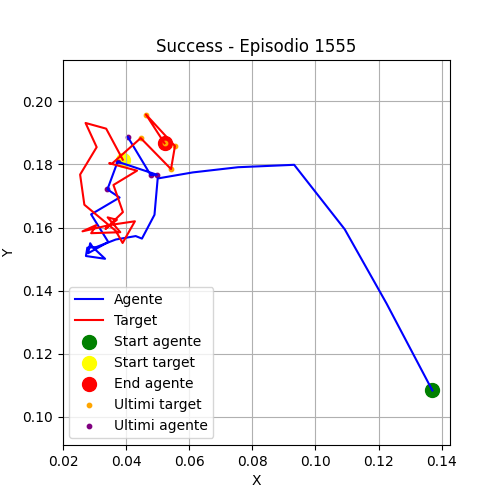 Success - Episodio 1555
Y
0.20
0.18
0.16
0.14
0.12
0.10
Agente
Target
Start agente
Start target
End agente
Ultimi target
Ultimi agente
0.02 0.04 0.06 0.08 0.10 0.12 0.14
X